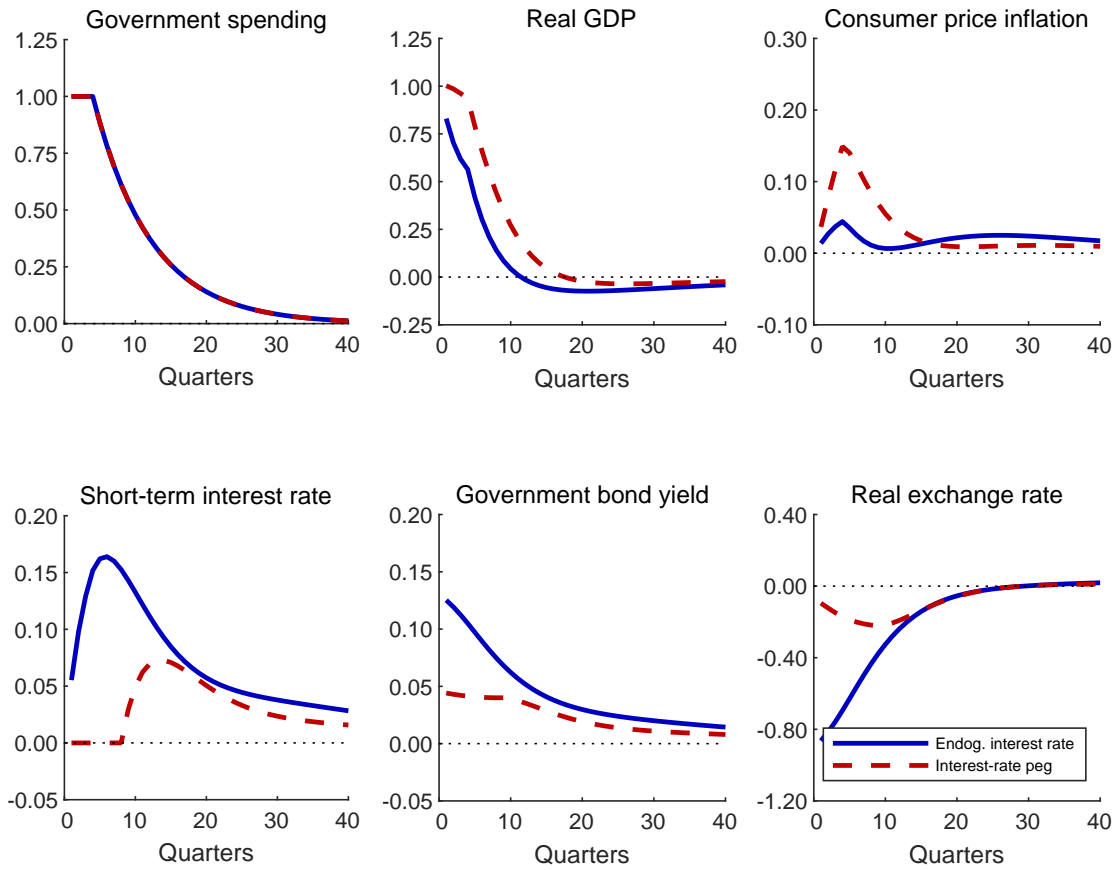 Government spending
Real GDP
Consumer price inflation
1.25
1.00
0.75
0.50
0.25
0.00
0 10 20 30 40
Quarters
1.25
1.00
0.75
0.50
0.25
0.00
-0.25
0 10 20 30 40
Quarters
0.30
0.20
0.10
0.00
-0.10
0 10 20 30 40
Quarters
Short-term interest rate
Government bond yield
Real exchange rate
0.20
0.15
0.10
0.05
0.00
-0.05
0 10 20 30 40
Quarters
0.20
0.15
0.10
0.05
0.00
-0.05
0 10 20 30 40
Quarters
0.40
0.00
-0.40
-0.80
-1.20
Endog. interest rate
Interest-rate peg
0 10 20 30 40
Quarters